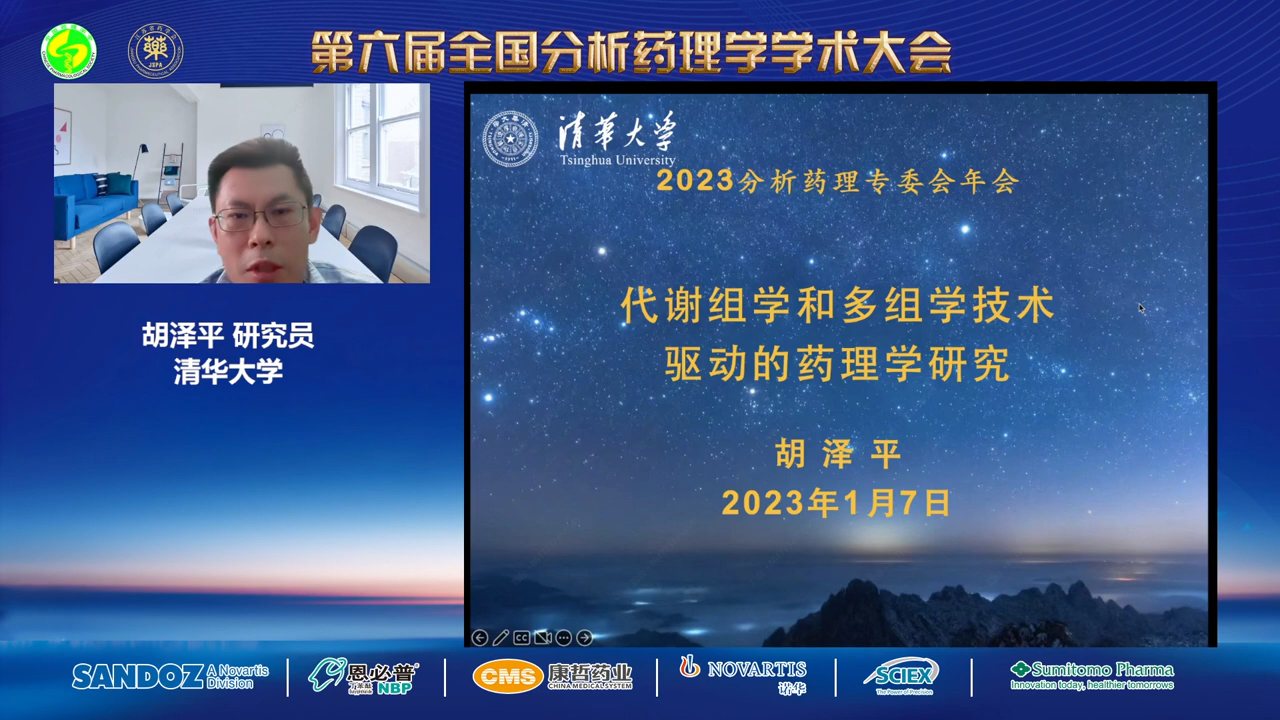 第六届全国分析药理学学术大会
JSPA
清华大学
Tsinghua University
2023分析药理专委会年会
代谢组学和多组学技术
驱动的药理学研究
胡泽平
2023年1月7日
胡泽平 研究员
清华大学
CC
SANDOZ A Novartis Division
恩必普® NBP
CMS 康哲药业
CHINA MEDICAL SYSTEM
NOVARTIS
诺华
SCIEX
The Power of Precision
Sumitomo Pharma
Innovation today, healthier tomorrows